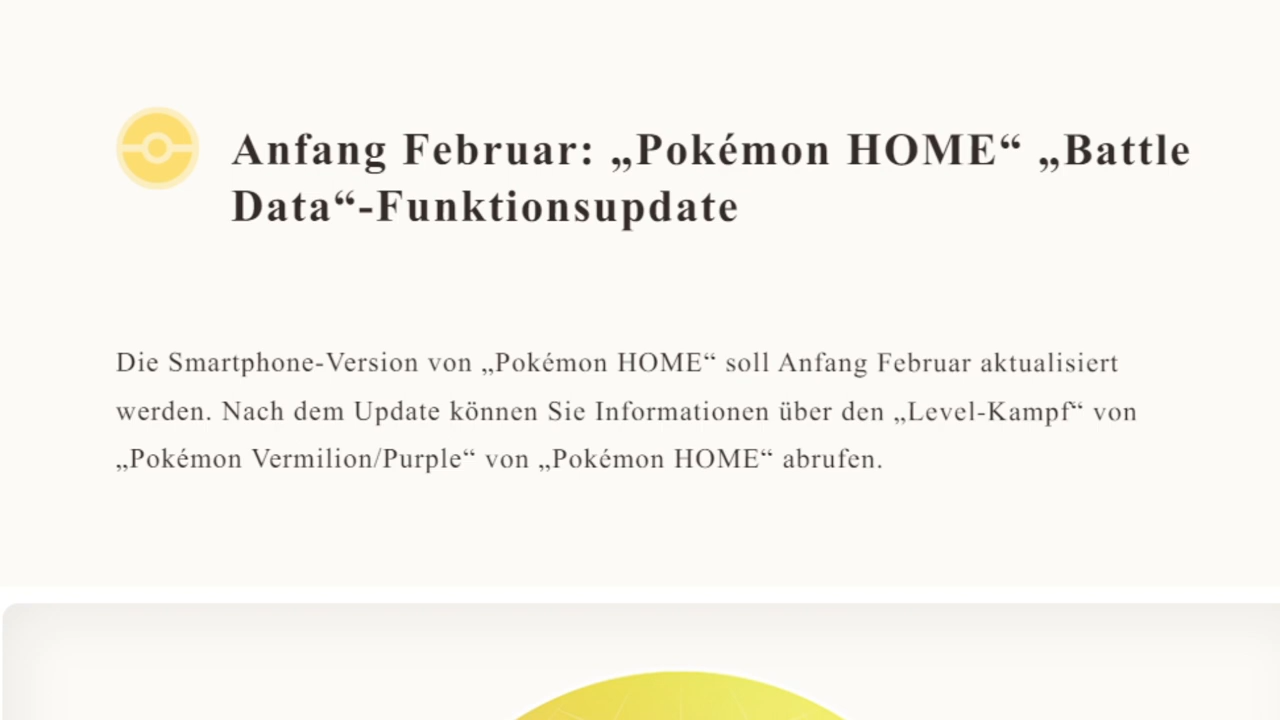 Anfang Februar: „Pokémon HOME“ „Battle
Data“-Funktionsupdate
Die Smartphone-Version von „Pokémon HOME“ soll Anfang Februar aktualisiert
werden. Nach dem Update können Sie Informationen über den „Level-Kampf“ von
„Pokémon Vermilion/Purple“ von „Pokémon HOME“ abrufen.